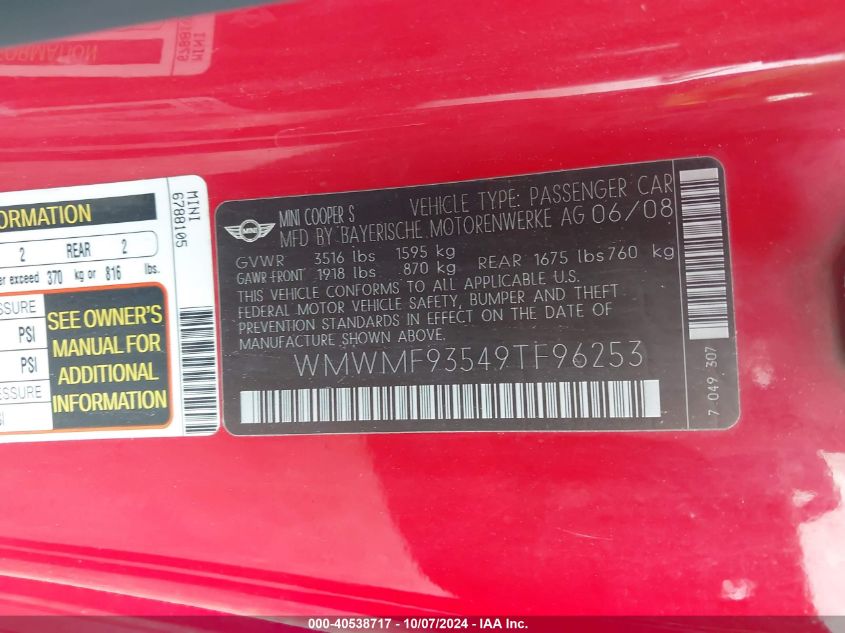 MINI
6788105
ORMATION
2 REAR 2
er exceed 370 kg or 816 lbs.
SSURE
PSI
PSI
SSURE
SI
SEE OWNER'S
MANUAL FOR
ADDITIONAL
INFORMATION
MINI
MINI COOPER S VEHICLE TYPE: PASSENGER CAR
MFD BY BAYERISCHE MOTORENWERKE AG 06/08
GVWR 3516 lbs 1595 kg
GAWR FRONT 1918 lbs 870 kg REAR 1675 lbs 760 kg
THIS VEHICLE CONFORMS TO ALL APPLICABLE U.S.
FEDERAL MOTOR VEHICLE SAFETY, BUMPER AND THEFT
PREVENTION STANDARDS IN EFFECT ON THE DATE OF
MANUFACTURE SHOWN ABOVE.
WMWMF93549TF96253
7 049 307
000-40538717 - 10/07/2024 - IAA Inc.